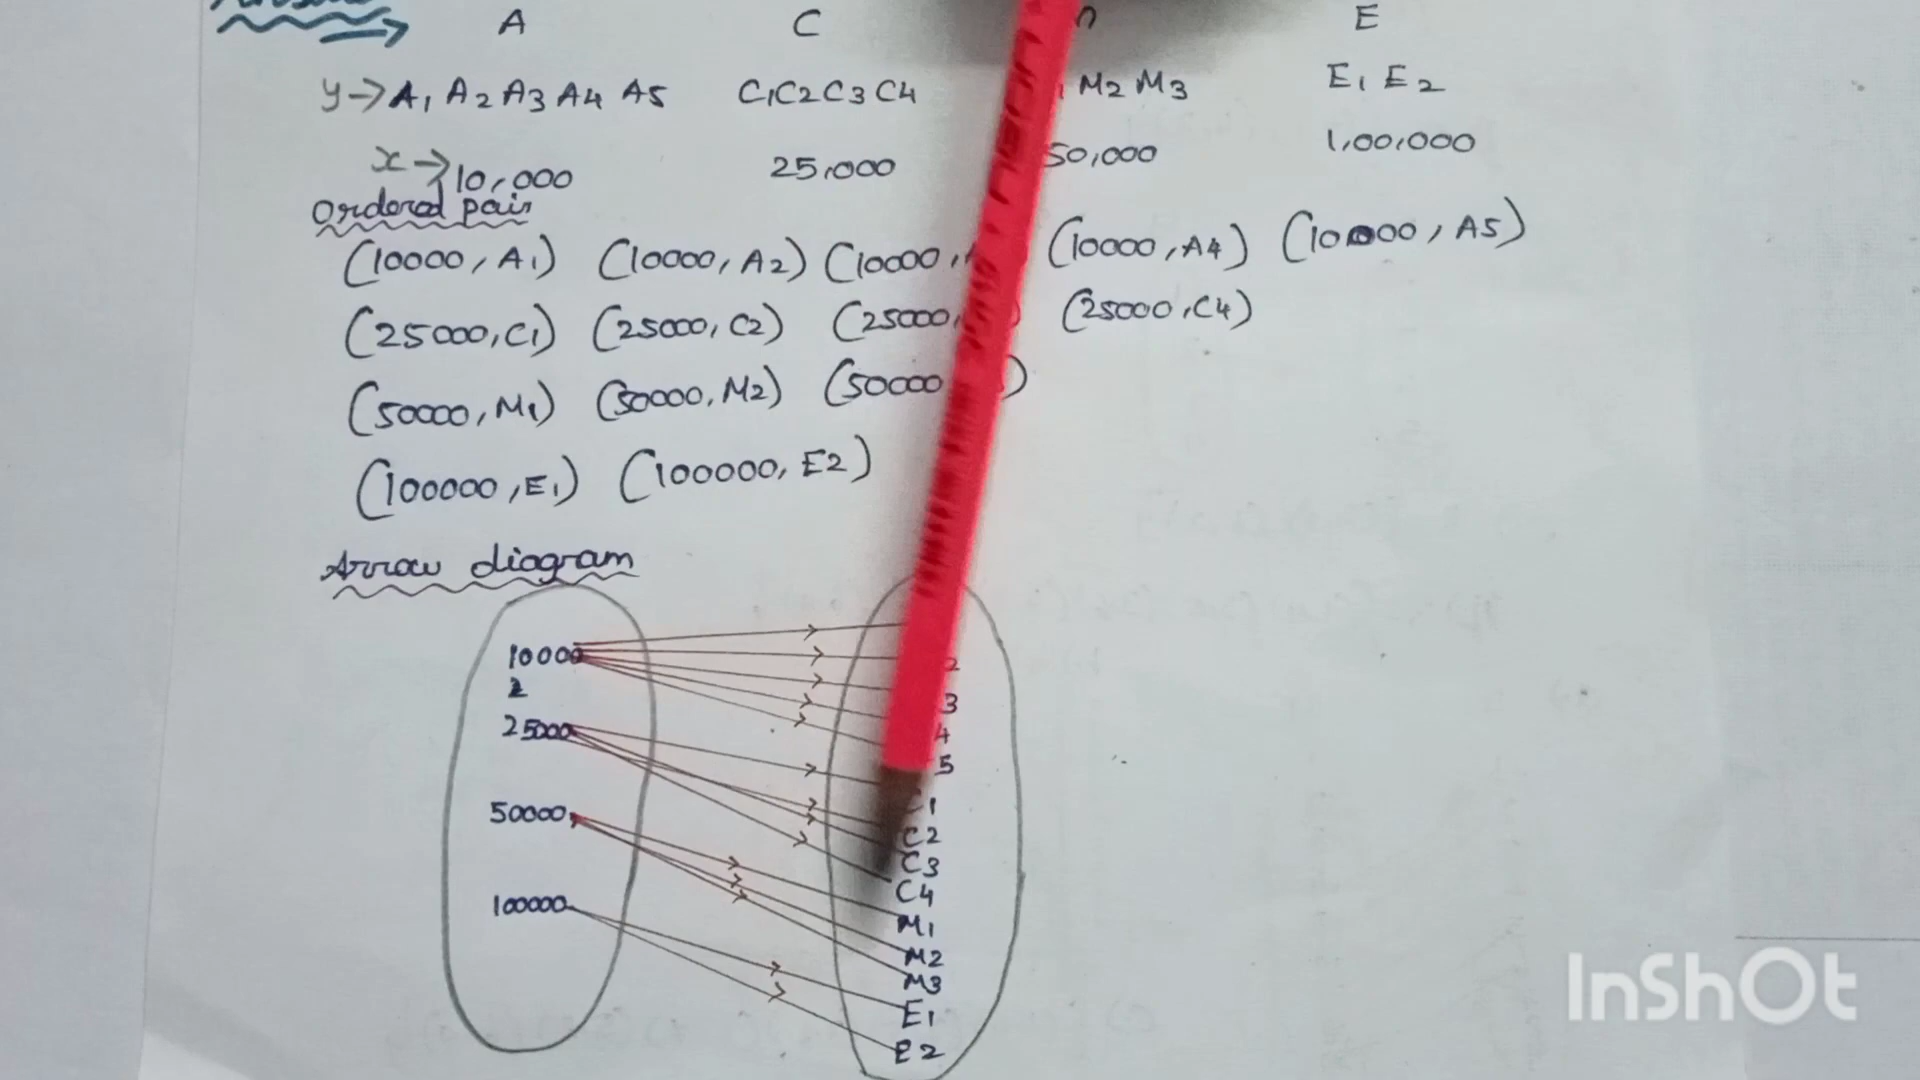 A C E
y→A1 A2 A3 A4 A5 C1C2C3C4 M2 M3 E1 E2
x→10,000 25,000 50,000 1,00,000
Ordered pair
(10000, A1) (10000, A2) (10000, (10000, A4) (10000, A5)
(25000, C1) (25000, C2) (25000, ) (25000, C4)
(50000, M1) (50000, M2) (50000 )
(100000, E1) (100000, E2)
Arrow diagram
10000 2
2 3
25000 4
5
50000 C1
C2
C3
100000 C4
M1
M2
M3
E1
E2
InShOt